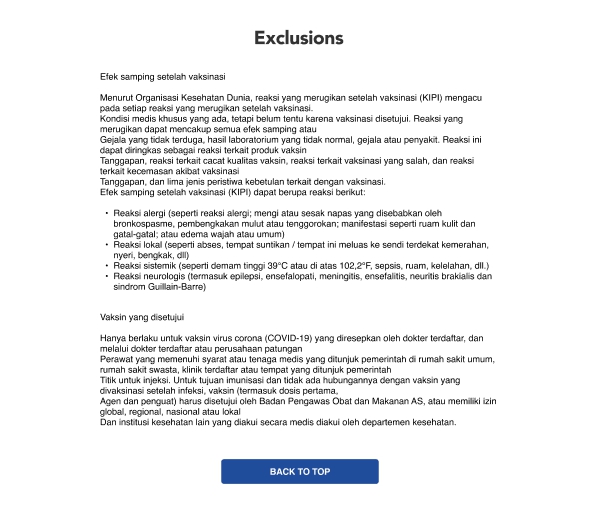 Exclusions
Efek samping setelah vaksinasi
Menurut Organisasi Kesehatan Dunia, reaksi yang merugikan setelah vaksinasi (KIPI) mengacu
pada setiap reaksi yang merugikan setelah vaksinasi.
Kondisi medis khusus yang ada, tetapi belum tentu karena vaksinasi disetujui. Reaksi yang
merugikan dapat mencakup semua efek samping atau
Gejala yang tidak terduga, hasil laboratorium yang tidak normal, gejala atau penyakit. Reaksi ini
dapat diringkas sebagai reaksi terkait produk vaksin
Tanggapan, reaksi terkait cacat kualitas vaksin, reaksi terkait vaksinasi yang salah, dan reaksi
terkait kecemasan akibat vaksinasi
Tanggapan, dan lima jenis peristiwa kebetulan terkait dengan vaksinasi.
Efek samping setelah vaksinasi (KIPI) dapat berupa reaksi berikut:
• Reaksi alergi (seperti reaksi alergi; mengi atau sesak napas yang disebabkan oleh
bronkospasme, pembengkakan mulut atau tenggorokan; manifestasi seperti ruam kulit dan
gatal-gatal; atau edema wajah atau umum)
• Reaksi lokal (seperti abses, tempat suntikan / tempat ini meluas ke sendi terdekat kemerahan,
nyeri, bengkak, dll)
• Reaksi sistemik (seperti demam tinggi 39°C atau di atas 102,2°F, sepsis, ruam, kelelahan, dll.)
• Reaksi neurologis (termasuk epilepsi, ensefalopati, meningitis, ensefalitis, neuritis brakialis dan
sindrom Guillain-Barre)
Vaksin yang disetujui
Hanya berlaku untuk vaksin virus corona (COVID-19) yang diresepkan oleh dokter terdaftar, dan
melalui dokter terdaftar atau perusahaan patungan
Perawat yang memenuhi syarat atau tenaga medis yang ditunjuk pemerintah di rumah sakit umum,
rumah sakit swasta, klinik terdaftar atau tempat yang ditunjuk pemerintah
Titik untuk injeksi. Untuk tujuan imunisasi dan tidak ada hubungannya dengan vaksin yang
divaksinasi setelah infeksi, vaksin (termasuk dosis pertama,
Agen dan penguat) harus disetujui oleh Badan Pengawas Obat dan Makanan AS, atau memiliki izin
global, regional, nasional atau lokal
Dan institusi kesehatan lain yang diakui secara medis diakui oleh departemen kesehatan.
BACK TO TOP